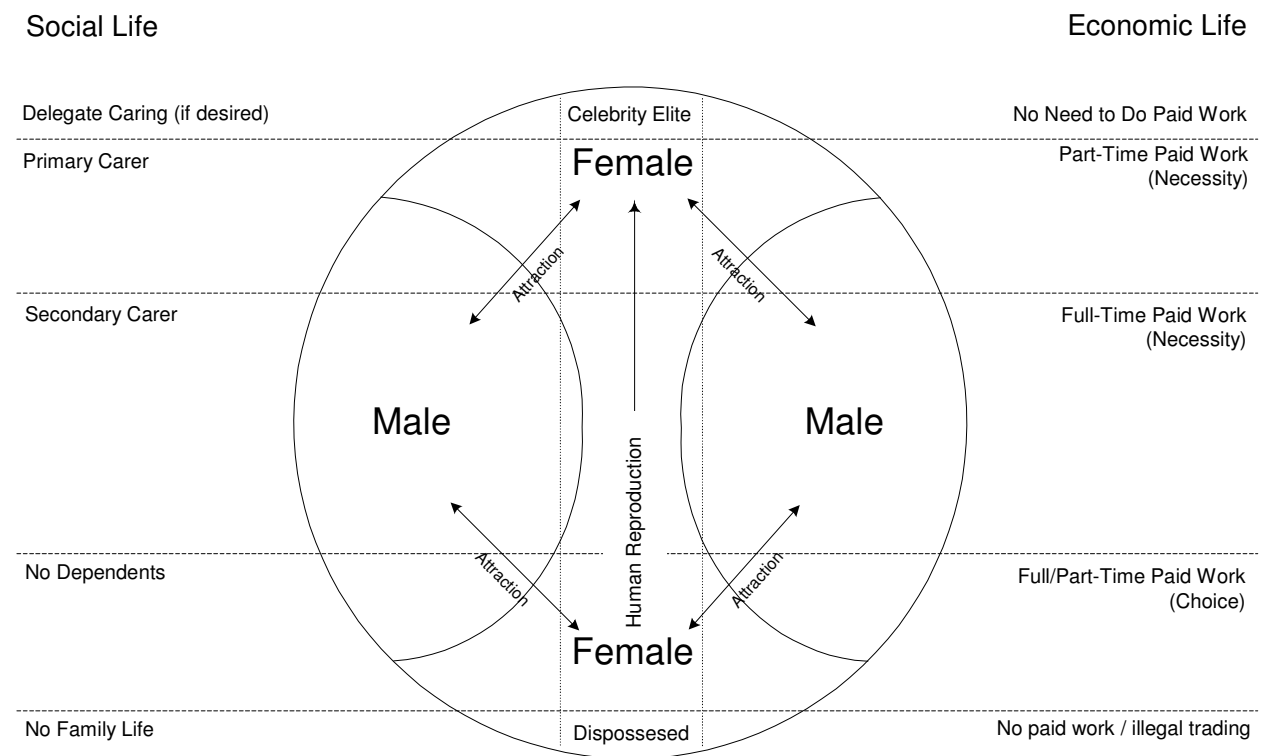 Social Life
Economic Life
Delegate Caring (if desired)
Celebrity Elite
No Need to Do Paid Work
Primary Carer
Female
Part-Time Paid Work
(Necessity)
Attraction
Attraction
Secondary Carer
Full-Time Paid Work
(Necessity)
Male
Male
Human Reproduction
No Dependents
Attraction
Attraction
Full/Part-Time Paid Work
(Choice)
Female
No Family Life
Dispossesed
No paid work / illegal trading